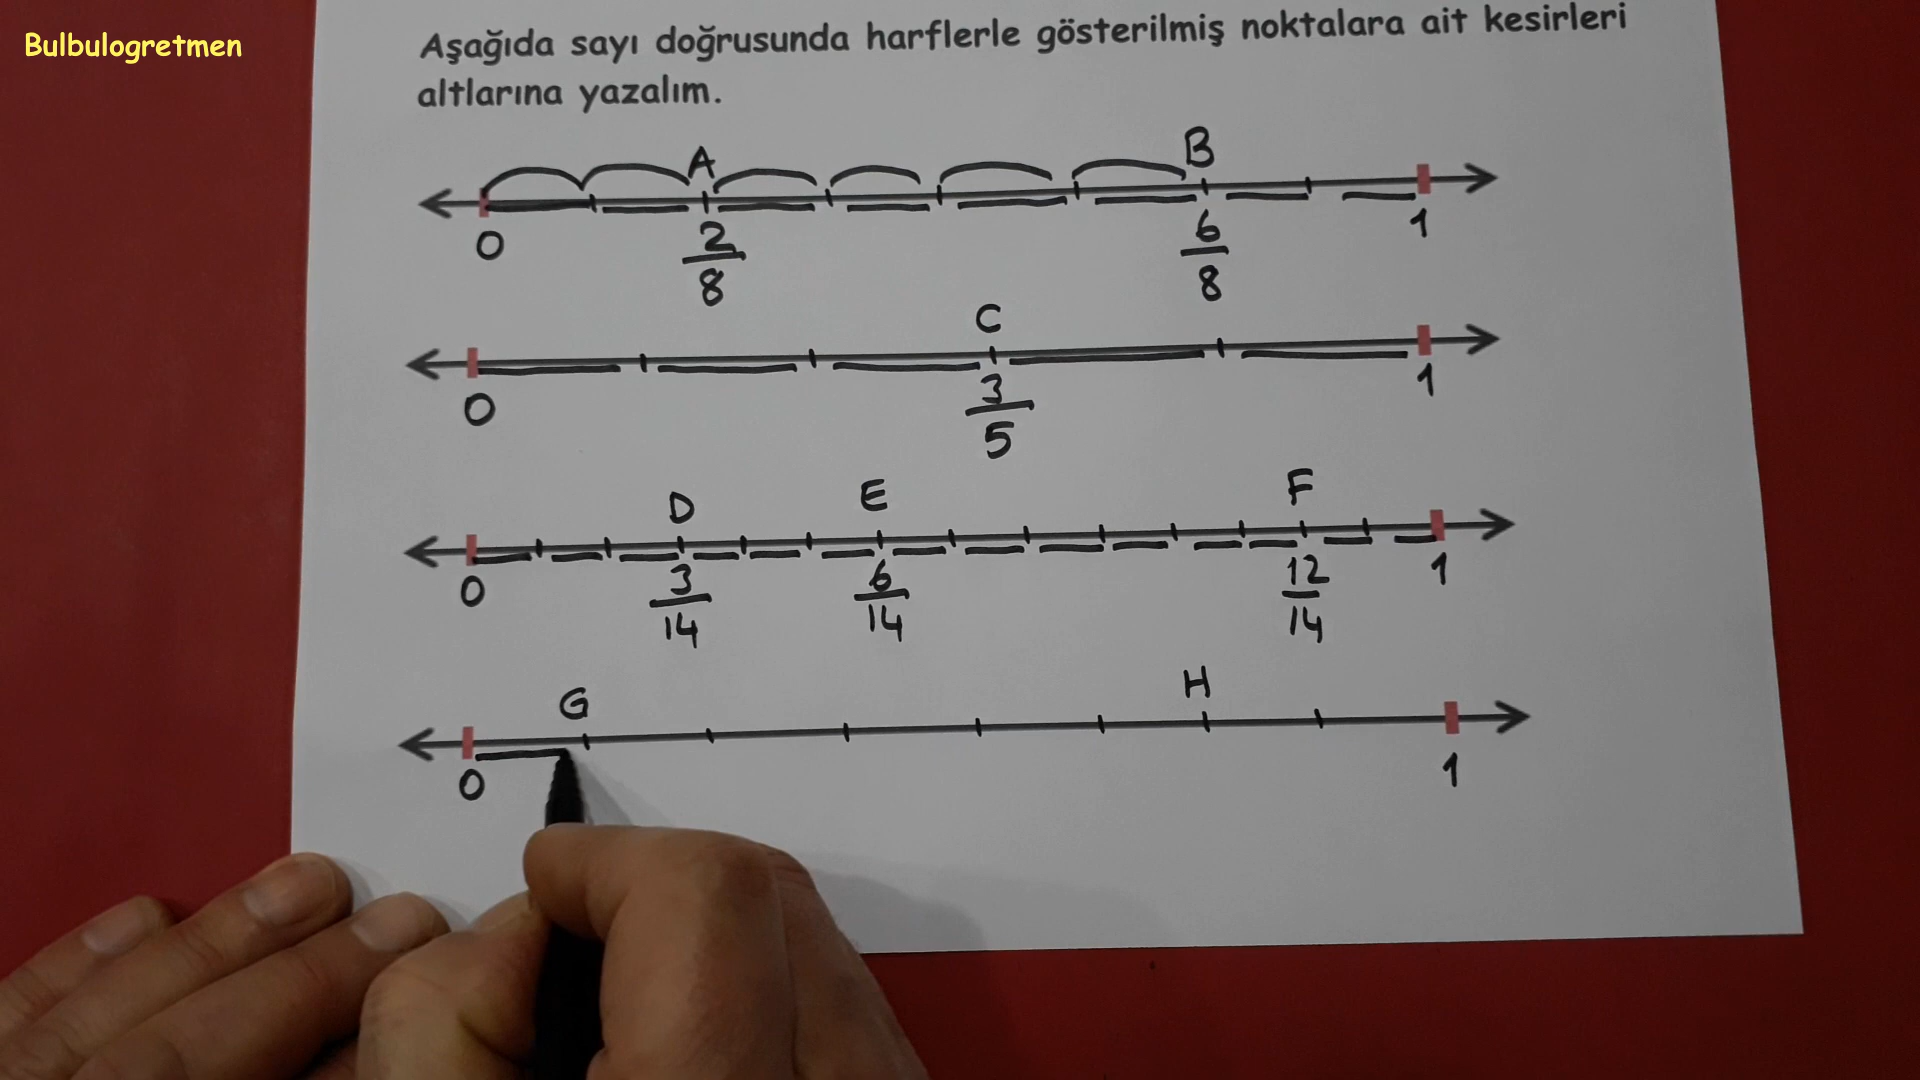 Bulbulogretmen
Aşağıda sayı doğrusunda harflerle gösterilmiş noktalara ait kesirleri
altlarına yazalım.
A B
0 2/8 6/8 1
C
0 3/5 1
D E F
0 3/14 6/14 12/14 1
G H
0 1